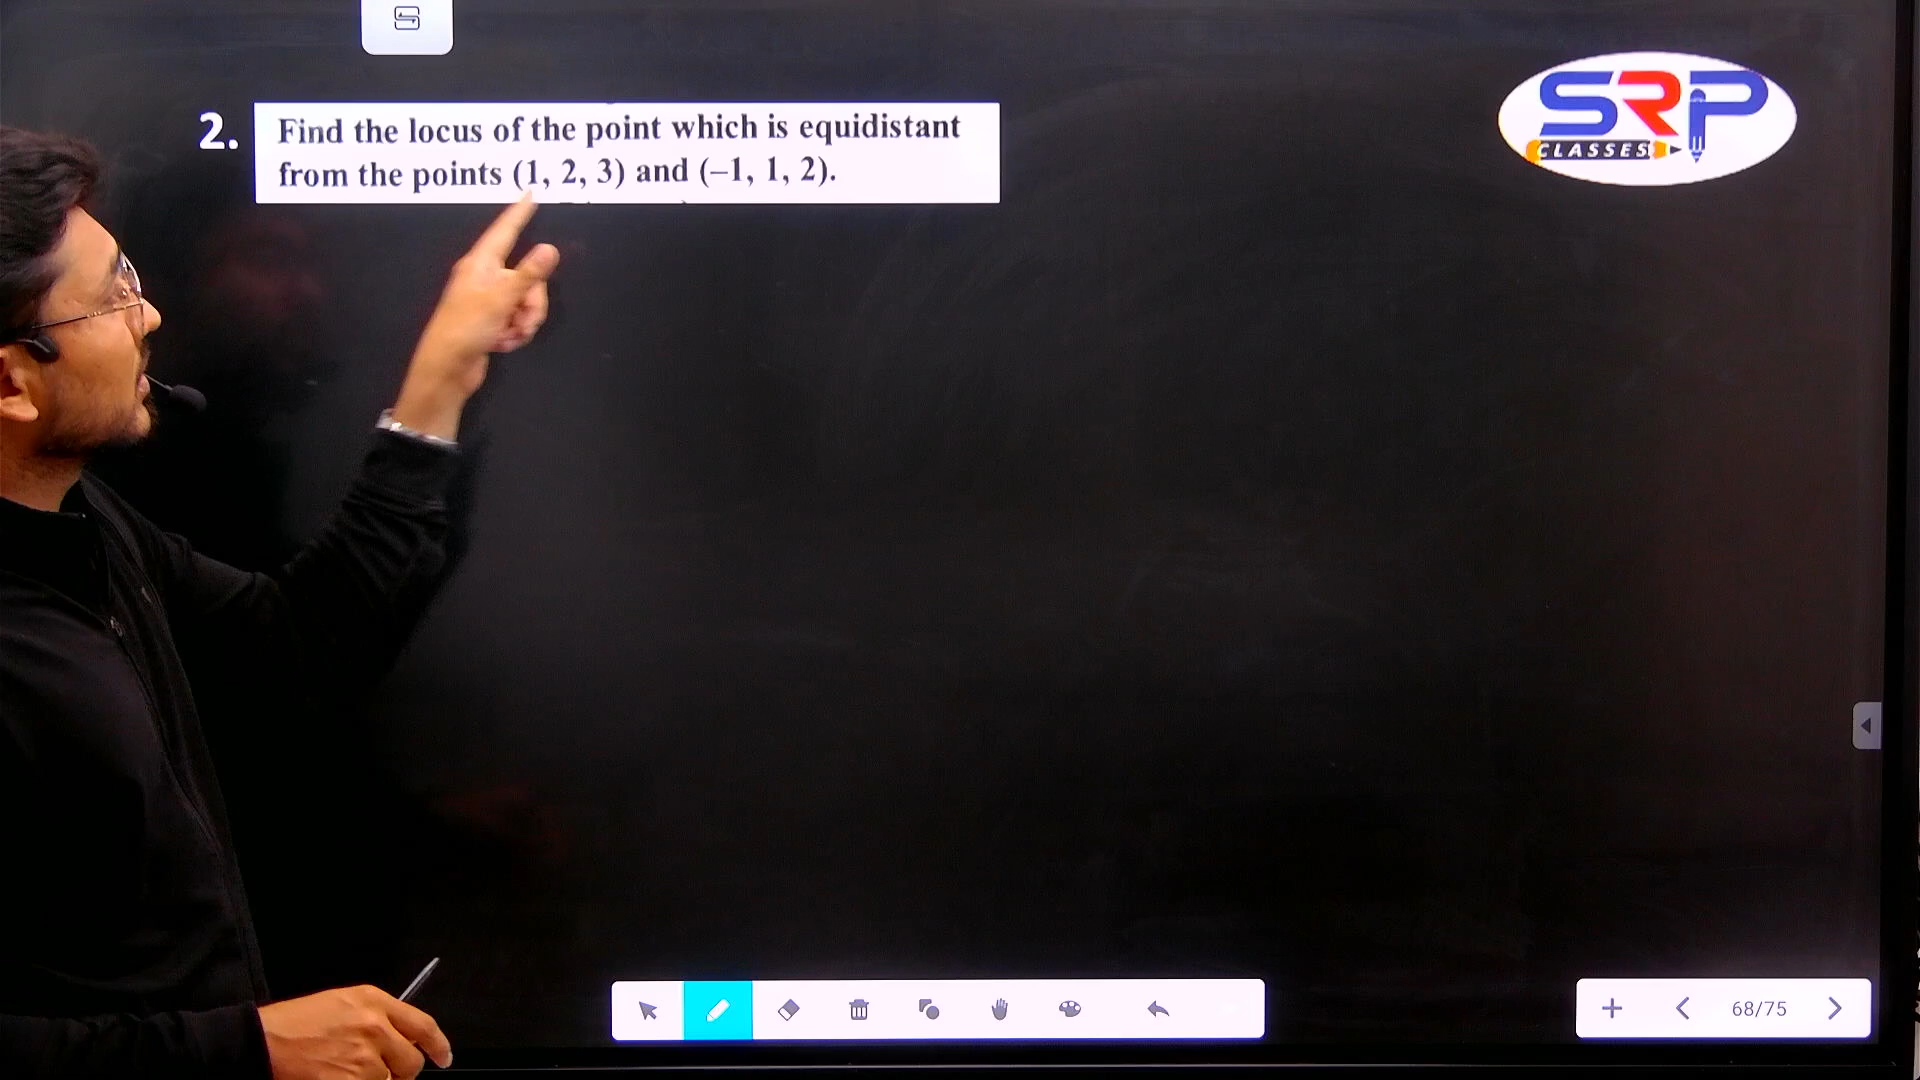 2. Find the locus of the point which is equidistant
from the points (1, 2, 3) and (–1, 1, 2).
SRP
CLASSES
68/75